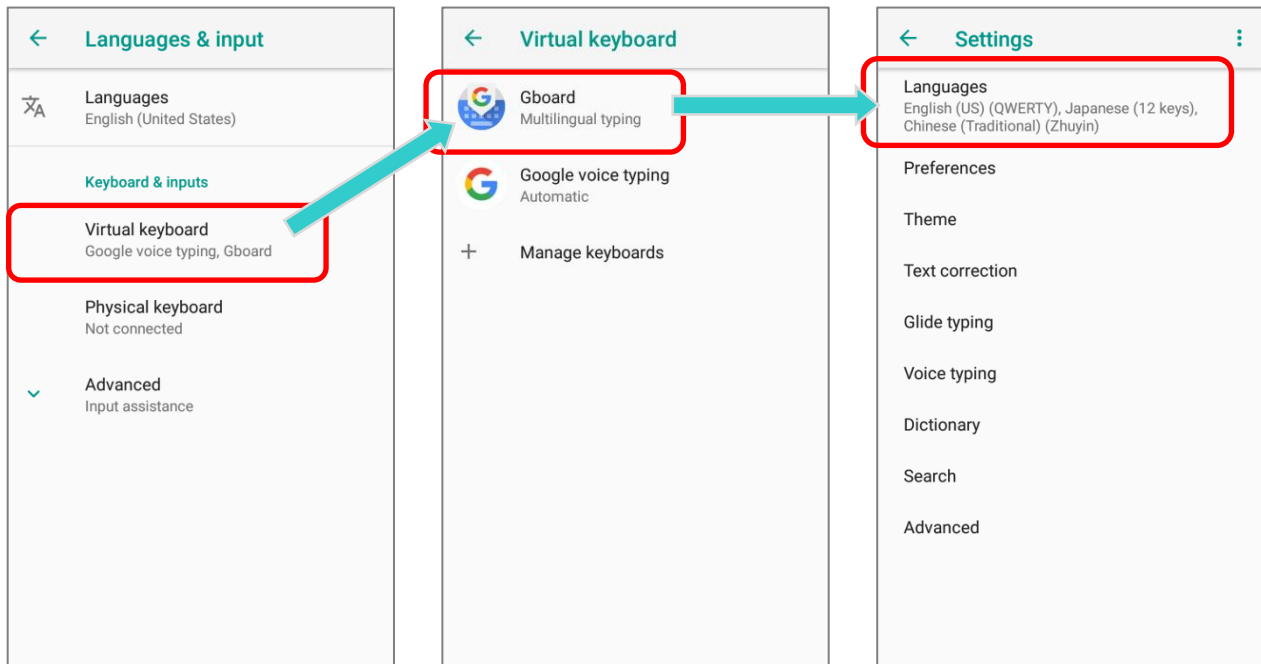 Languages & input
Languages
English (United States)
Keyboard & inputs
Virtual keyboard
Google voice typing, Gboard
Physical keyboard
Not connected
Advanced
Input assistance
Virtual keyboard
Gboard
Multilingual typing
Google voice typing
Automatic
Manage keyboards
Settings
Languages
English (US) (QWERTY), Japanese (12 keys),
Chinese (Traditional) (Zhuyin)
Preferences
Theme
Text correction
Glide typing
Voice typing
Dictionary
Search
Advanced